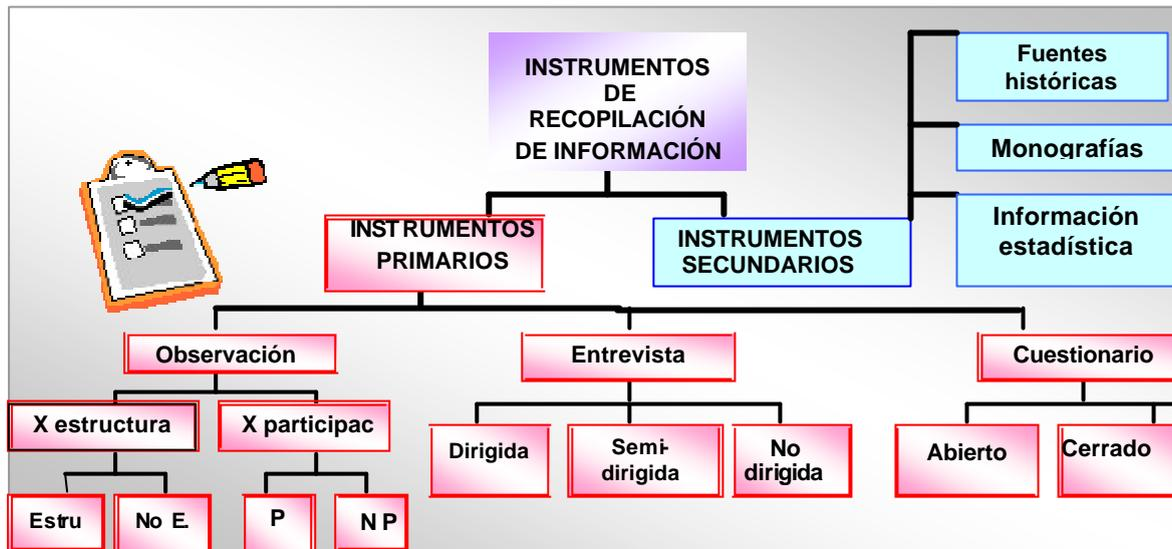 INSTRUMENTOS
DE
RECOPILACIÓN
DE INFORMACIÓN
Fuentes
históricas
Monografías
Información
estadística
INSTRUMENTOS
PRIMARIOS
INSTRUMENTOS
SECUNDARIOS
Observación
Entrevista
Cuestionario
X estructura
X participac
Dirigida
Semi-
dirigida
No
dirigida
Abierto
Cerrado
Estru
No E.
P
N P